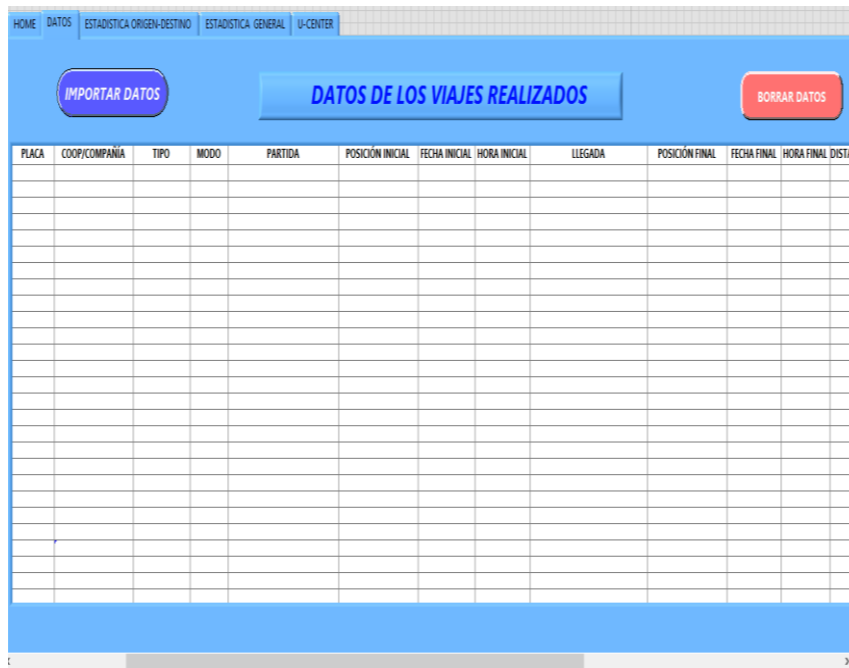 HOME DATOS ESTADISTICA ORIGEN-DESTINO ESTADISTICA GENERAL U-CENTER
IMPORTAR DATOS
DATOS DE LOS VIAJES REALIZADOS
BORRAR DATOS
PLACA COOP/COMPAÑÍA TIPO MODO PARTIDA POSICIÓN INICIAL FECHA INICIAL HORA INICIAL LLEGADA POSICIÓN FINAL FECHA FINAL HORA FINAL DISTA